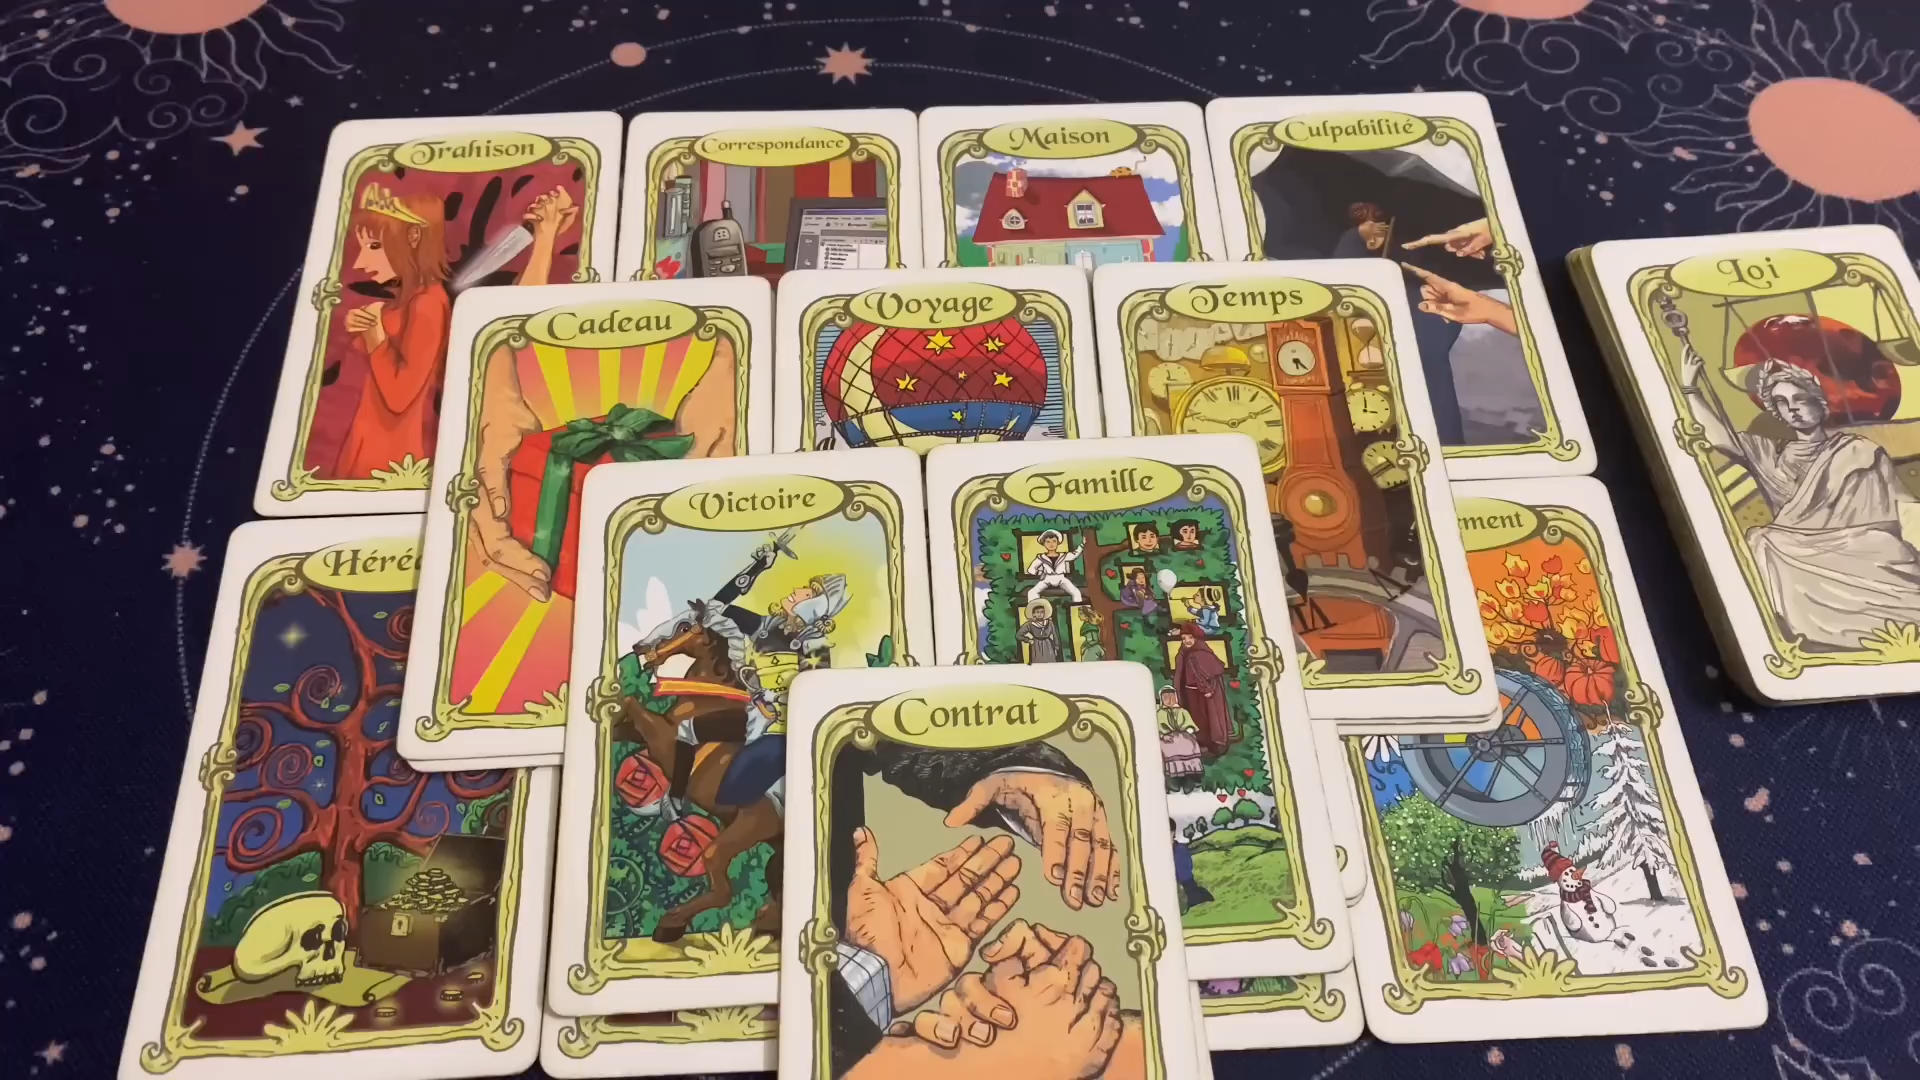 Trahison
Correspondance
Maison
Culpabilité
Cadeau
Voyage
Temps
Loi
Victoire
Famille
Contrat